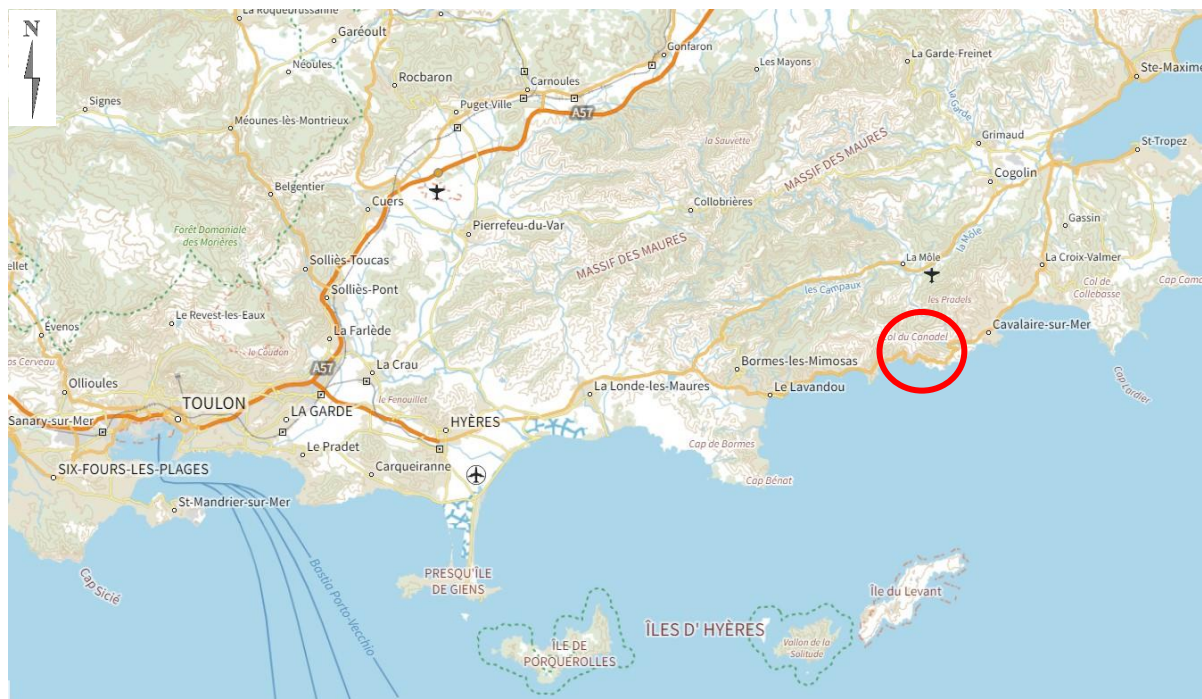 N
La Roquebrussanne
Garéoult
Gonfaron
Les Mayons
La Garde-Freinet
Ste-Maxime
Néoules
Rocbaron
Carnoules
Signes
Puget-Ville
A57
la Garde
Méounes-lès-Montrieux
la Sauvette
MASSIF DES MAURES
Grimaud
St-Tropez
Belgentier
Cuers
Cogolin
Collobrières
Pierrefeu-du-Var
Gassin
Forêt Domaniale
des Morières
la Môle
MASSIF DES MAURES
Solliès-Toucas
La Môle
La Croix-Valmer
Solliès-Pont
les Campaux
les Pradels
Col de
Collebasse
Le Revest-les-Eaux
Evenos
La Farlède
Col du Canadel
Cavalaire-sur-Mer
le Coudon
A57
La Crau
Bormes-les-Mimosas
Cap Lardier
Ollioules
La Londe-les-Maures
Le Lavandou
TOULON
LA GARDE
le Fenouillet
Sanary-sur-Mer
HYÈRES
Le Pradet
Cap de Bormes
SIX-FOURS-LES-PLAGES
Carqueiranne
Cap Bénat
St-Mandrier-sur-Mer
Bastia Porto-Vecchio
Cap Sicié
PRESQU'ÎLE
DE GIENS
Île du Levant
ÎLES D' HYÈRES
ÎLE DE
PORQUEROLLES
Vallon de la
Solitude